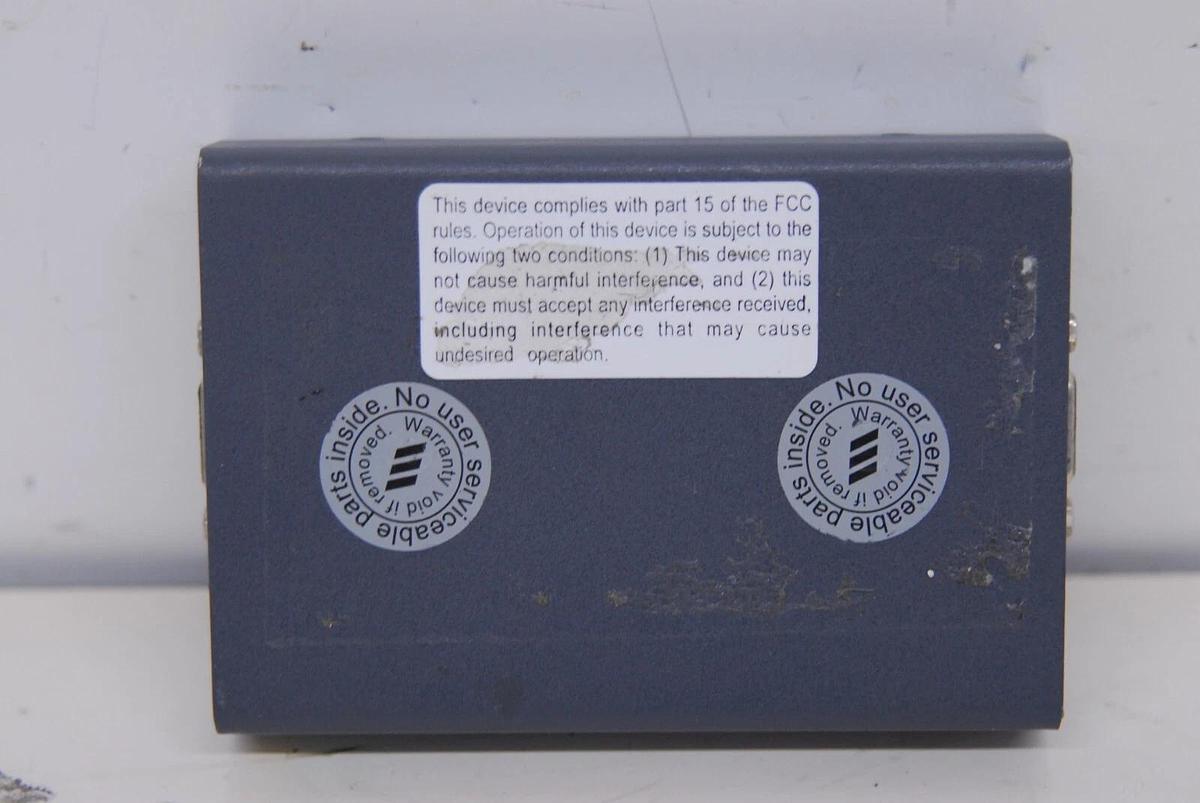 This device complies with part 15 of the FCC
rules. Operation of this device is subject to the
following two conditions: (1) This device may
not cause harmful interference, and (2) this
device must accept any interference received,
including interference that may cause
undesired operation.
No user serviceable parts inside.
Warranty void if removed.
No user serviceable parts inside.
Warranty void if removed.